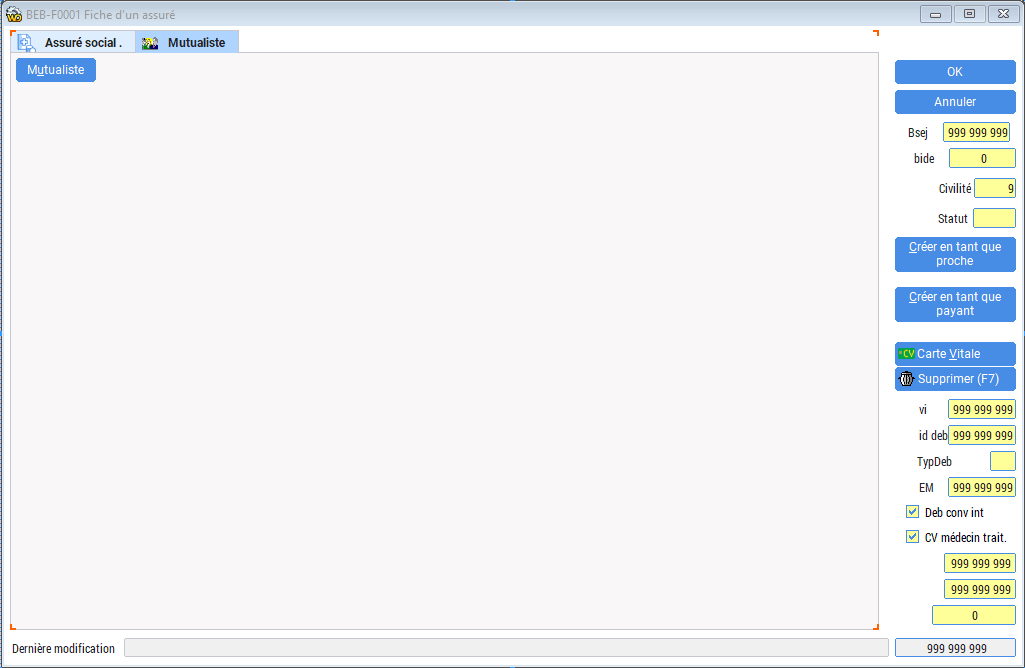 BEB-F0001 Fiche d'un assuré
Assuré social .
Mutualiste
Mutualiste
OK
Annuler
Bsej 999 999 999
bide 0
Civilité 9
Statut
Créer en tant que
proche
Créer en tant que
payant
CV Carte Vitale
Supprimer (F7)
vi 999 999 999
id deb 999 999 999
TypDeb
EM 999 999 999
Deb conv int
CV médecin trait.
999 999 999
999 999 999
0
Dernière modification
999 999 999